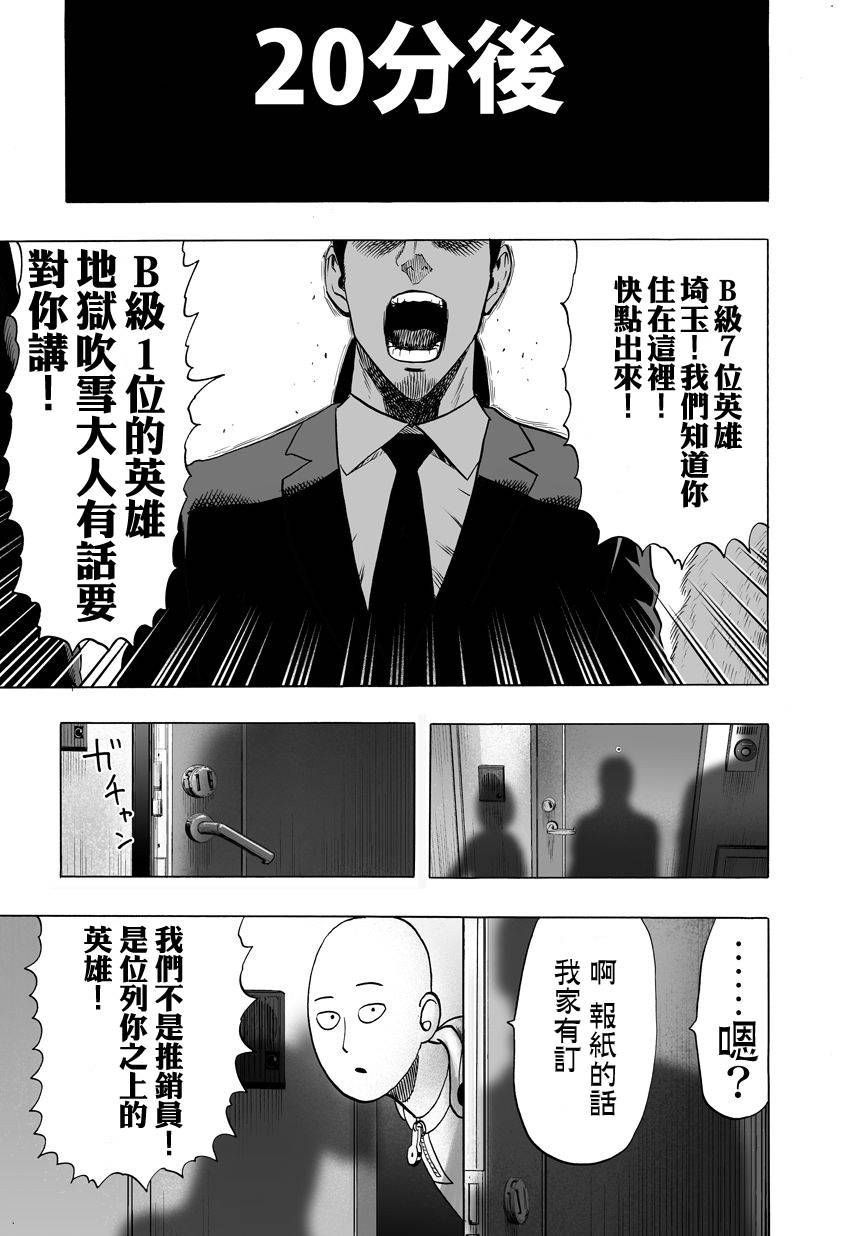 20分後
B級7位英雄
埼玉！我們知道你
住在這裡！
快點出來！
B級1位的英雄
地獄吹雪大人有話要
對你講！
ガチャン
……嗯？
啊 報紙的話
我家有訂
我們不是推銷員！
是位列你之上的
英雄！